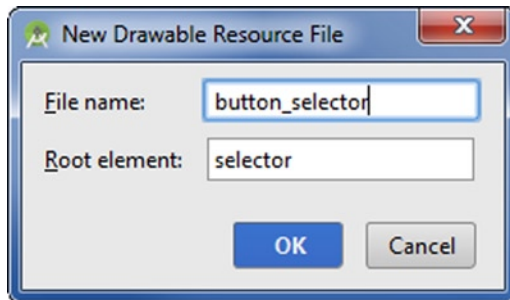 New Drawable Resource File
File name: button_selector
Root element: selector
OK Cancel